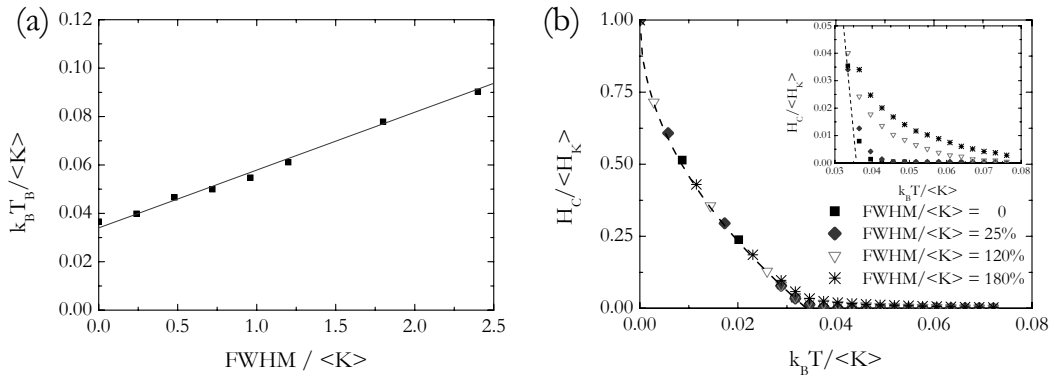 (a)
0.12
0.10
0.08
0.06
0.04
0.02
0.00
k_B T_B/<K>
0.0 0.5 1.0 1.5 2.0 2.5
FWHM / <K>
(b)
1.00
0.75
0.50
0.25
0.00
H_C/<H_K>
0.00 0.02 0.04 0.06 0.08
k_B T/<K>
0.05
0.04
0.03
0.02
0.01
0.00
H_C/<H_K>
0.03 0.04 0.05 0.06 0.07 0.08
k_B T/<K>
FWHM/<K> = 0
FWHM/<K> = 25%
FWHM/<K> = 120%
FWHM/<K> = 180%